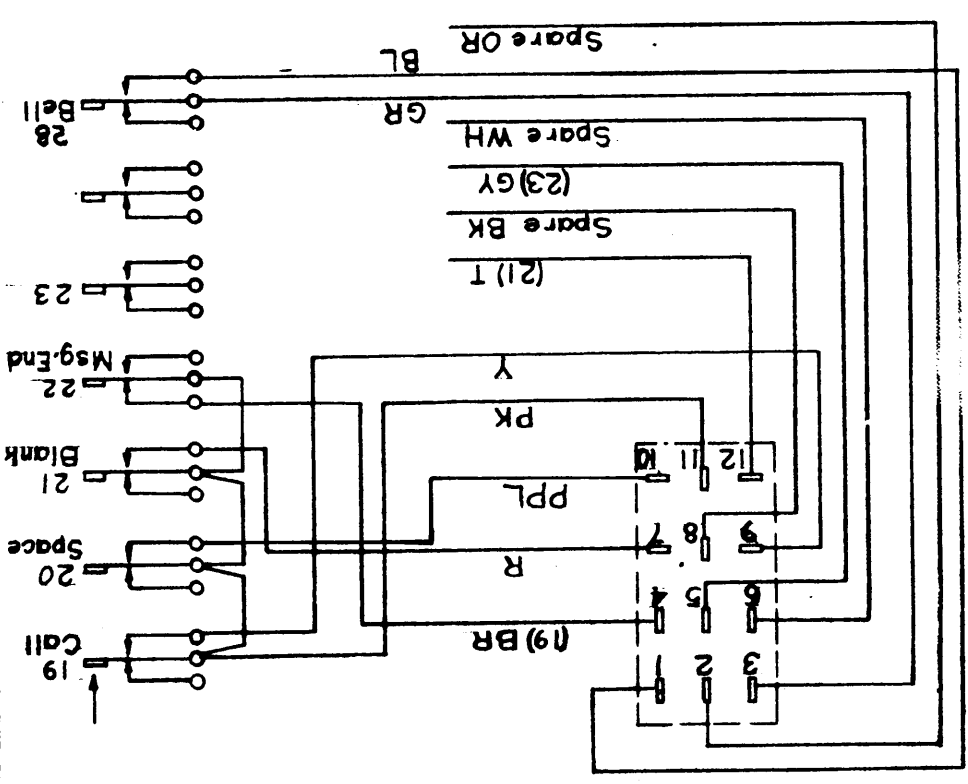 3 2 1
19
Call
(19) BR
6 5 4
20
Space
R
9 8 7
PPL
21
Blank
12 11 10
PK
22
Msg. End
Y
23
(21) T
Spare BK
(23) GY
Spare WH
28
Bell
GR
BL
Spare OR